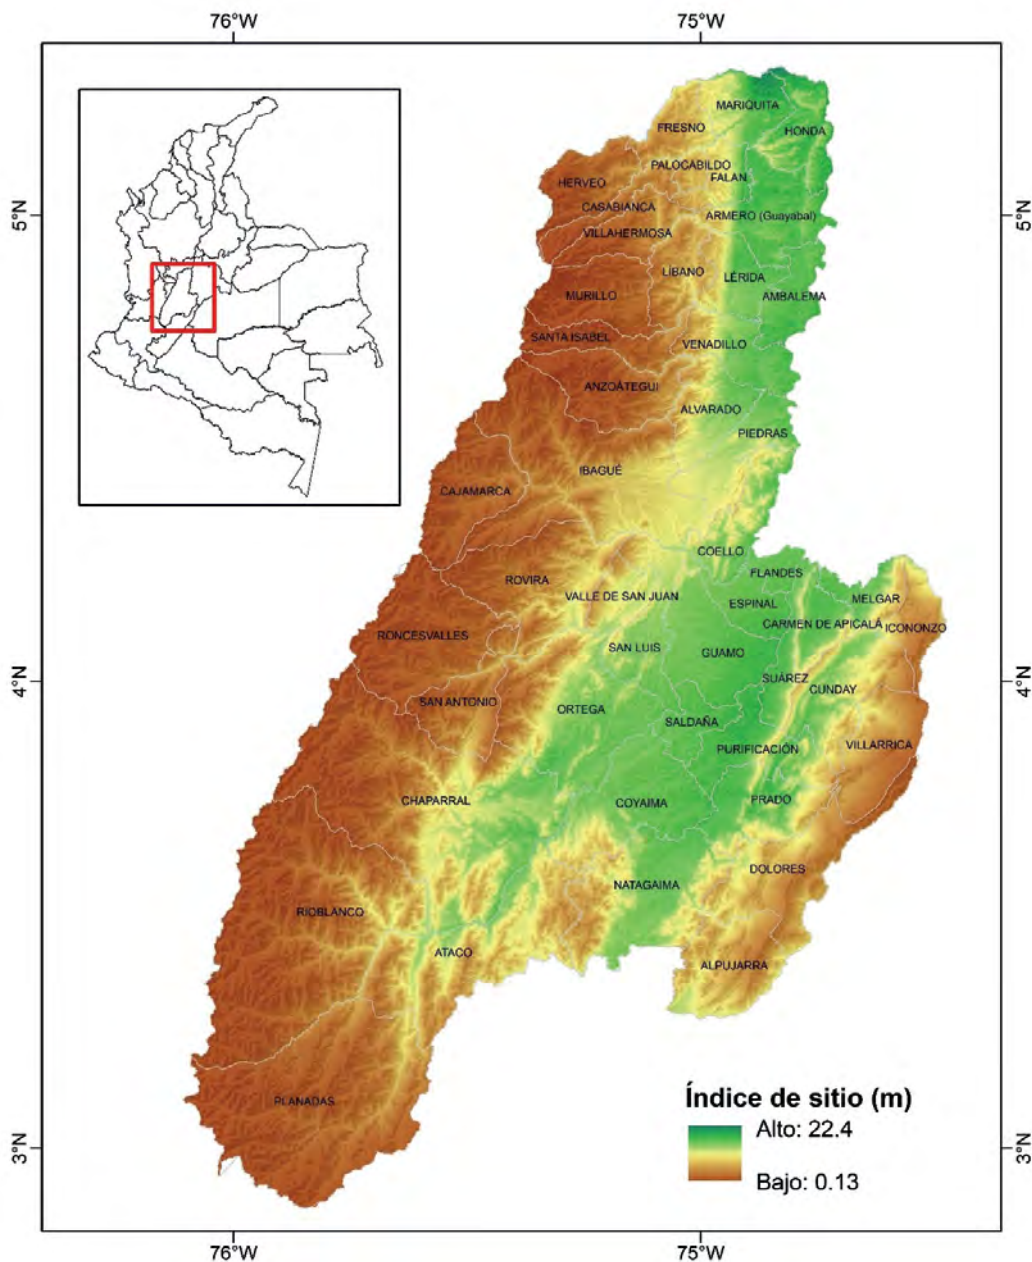 76°W 75°W
MARIQUITA
FRESNO
HONDA
PALOCABILDO
FALAN
HERVEO
5°N
5°N
CASABIANCA
ARMERO (Guayabal)
VILLAHERMOSA
LÍBANO
LÉRIDA
MURILLO
AMBALEMA
SANTA ISABEL
VENADILLO
ANZOÁTEGUI
ALVARADO
PIEDRAS
IBAGUÉ
CAJAMARCA
COELLO
FLANDES
ROVIRA
VALLE DE SAN JUAN
ESPINAL
MELGAR
CARMEN DE APICALÁ
ICONONZO
RONCESVALLES
SAN LUIS
GUAMO
4°N
4°N
SUÁREZ
CUNDAY
SAN ANTONIO
ORTEGA
SALDAÑA
PURIFICACIÓN
VILLARRICA
CHAPARRAL
COYAIMA
PRADO
DOLORES
NATAGAIMA
RIOBLANCO
ATACO
ALPUJARRA
PLANADAS
Índice de sitio (m)
Alto: 22.4
Bajo: 0.13
3°N
3°N
76°W 75°W